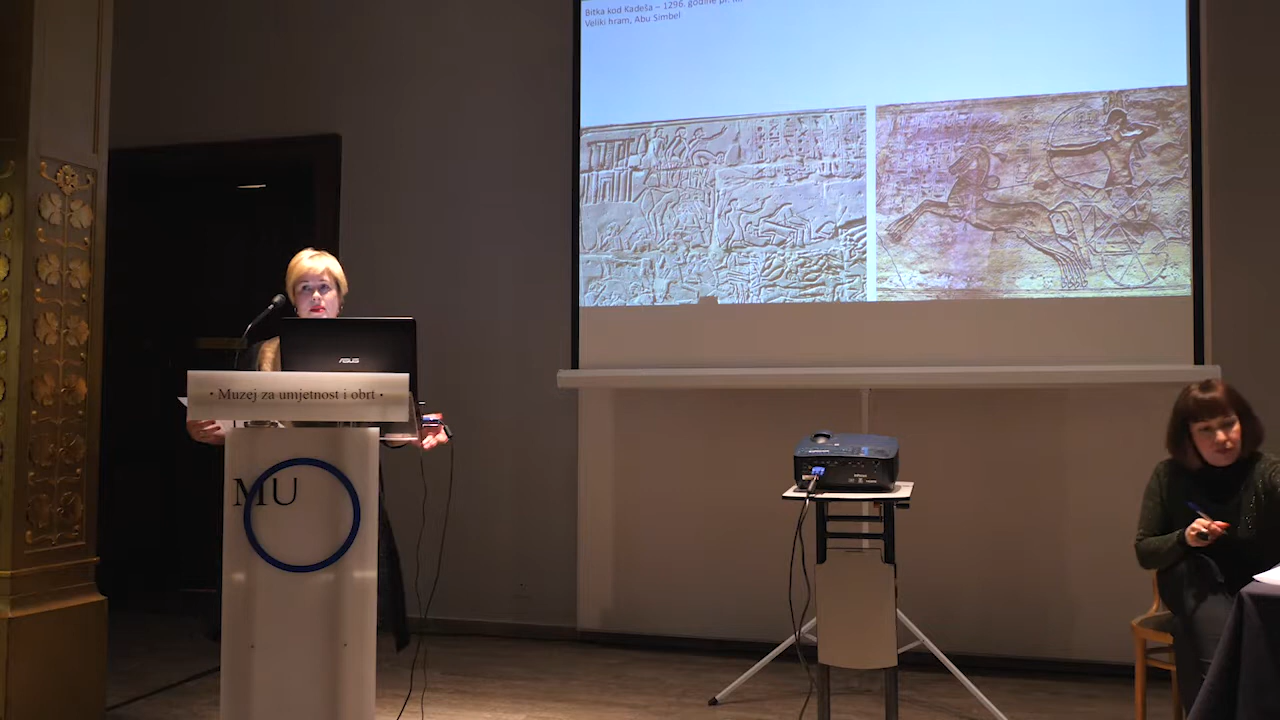 Bitka kod Kadeša – 1296. godine pr.
Veliki hram, Abu Simbel
ASUS
• Muzej za umjetnost i obrt •
MU